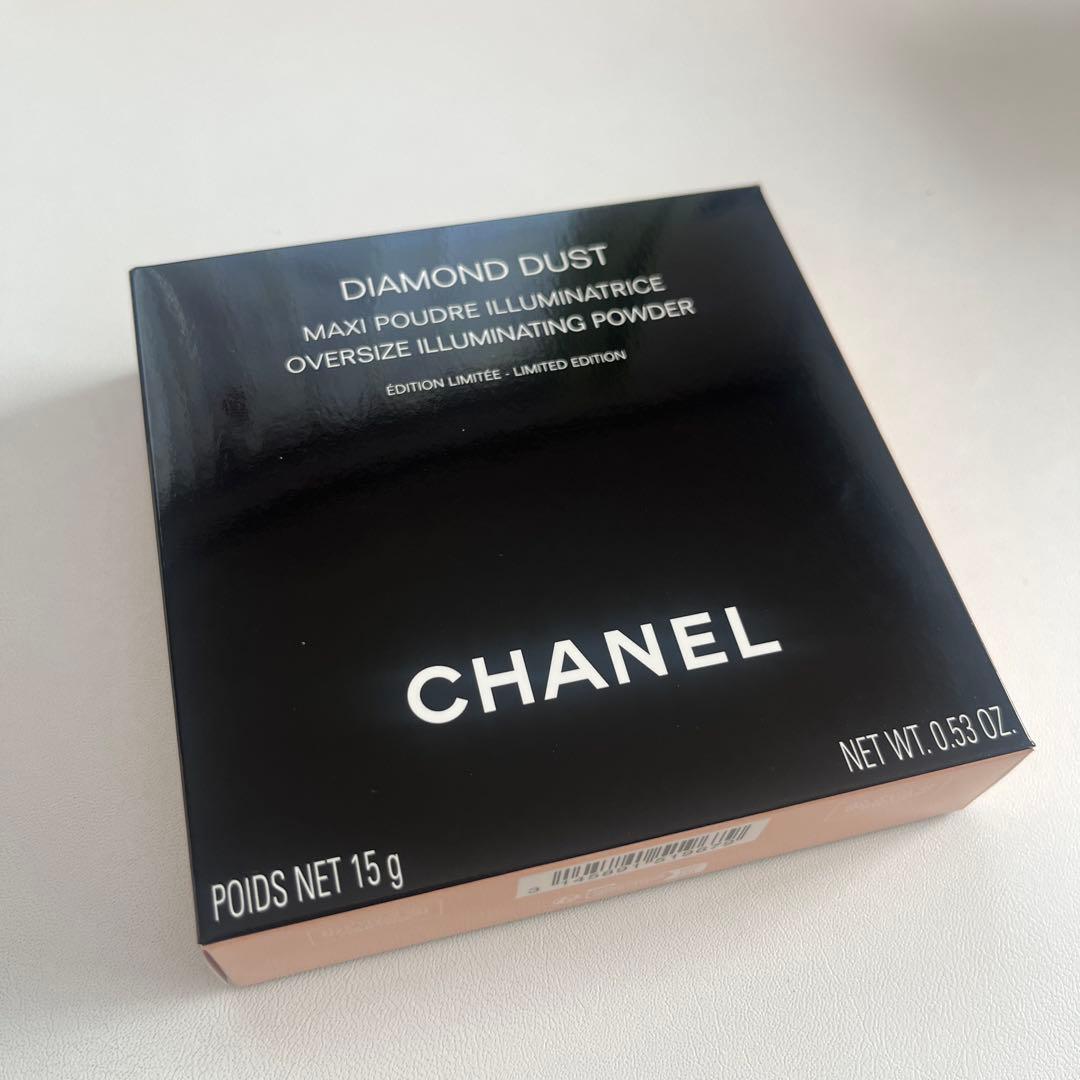 DIAMOND DUST
MAXI POUDRE ILLUMINATRICE
OVERSIZE ILLUMINATING POWDER
ÉDITION LIMITÉE - LIMITED EDITION
CHANEL
NET WT. 0.53 OZ.
POIDS NET 15 g